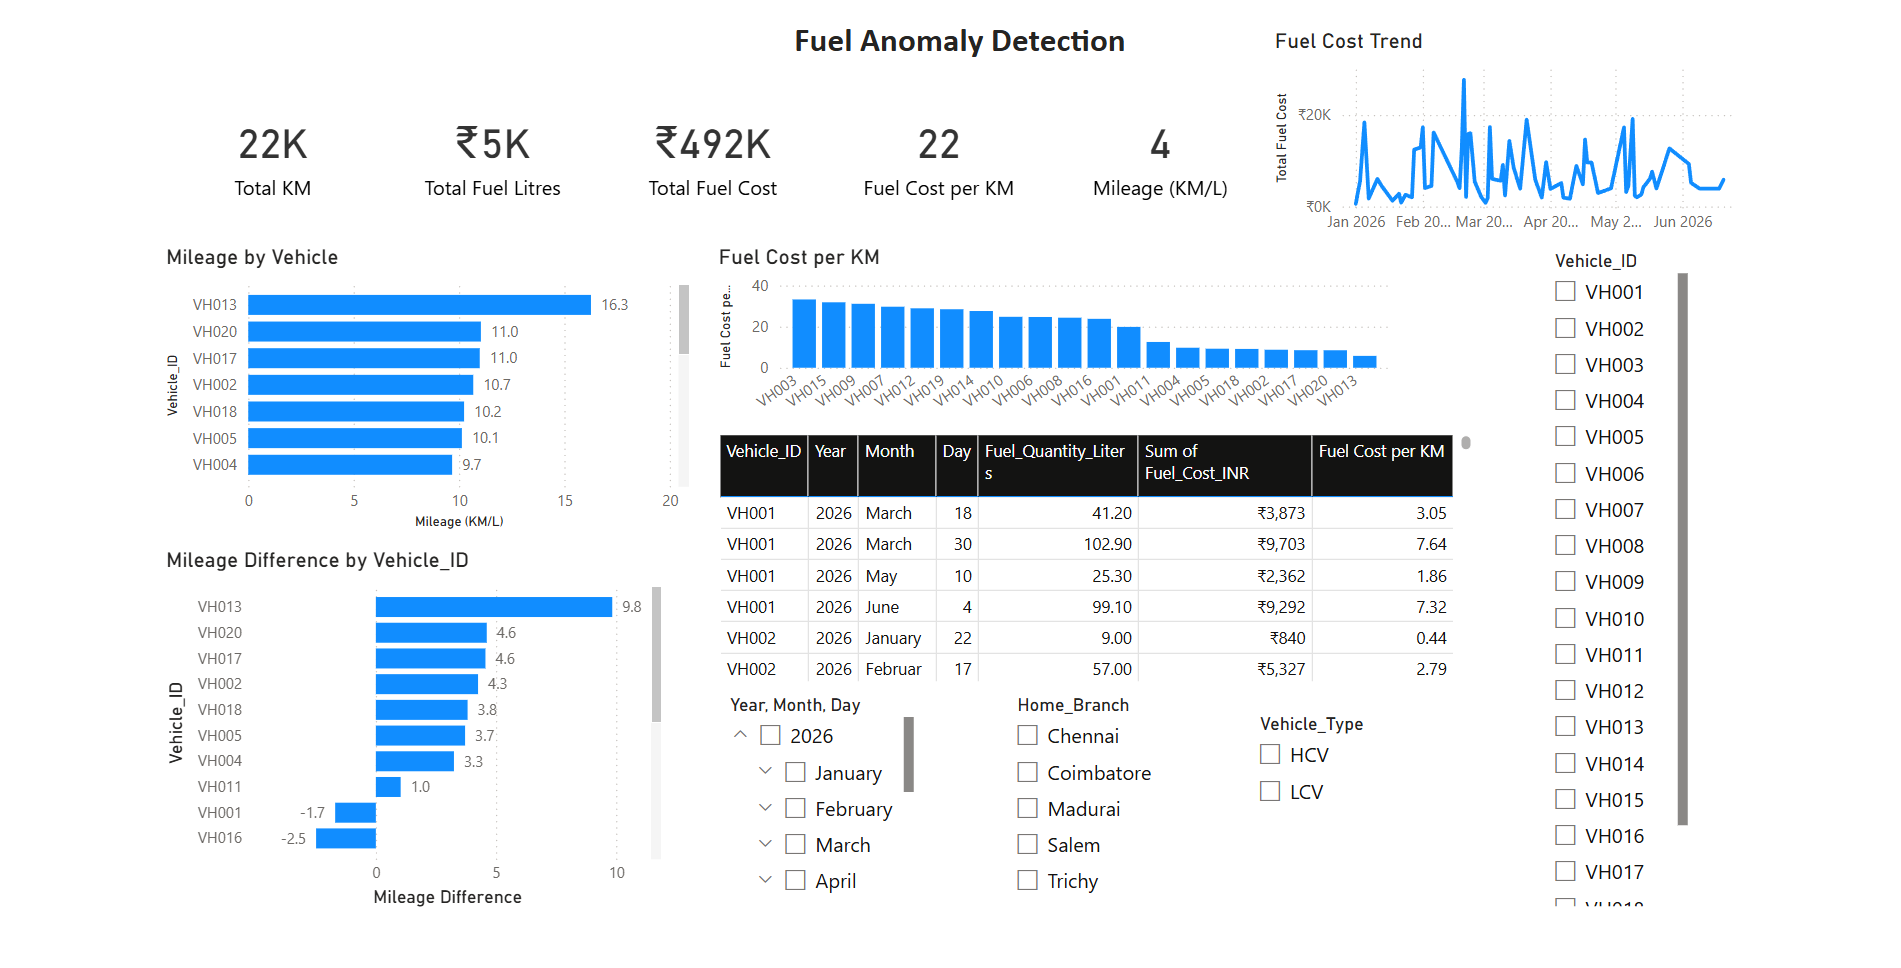 Fuel Anomaly Detection
22K
Total KM
₹5K
Total Fuel Litres
₹492K
Total Fuel Cost
22
Fuel Cost per KM
4
Mileage (KM/L)
Fuel Cost Trend
Total Fuel Cost
₹20K
₹0K
Jan 2026 Feb 20... Mar 20... Apr 20... May 2... Jun 2026
Mileage by Vehicle
Vehicle_ID
VH013 16.3
VH020 11.0
VH017 11.0
VH002 10.7
VH018 10.2
VH005 10.1
VH004 9.7
0 5 10 15 20
Mileage (KM/L)
Fuel Cost per KM
Fuel Cost pe...
40
20
0
VH003 VH015 VH009 VH007 VH012 VH019 VH014 VH010 VH006 VH008 VH016 VH001 VH011 VH004 VH005 VH018 VH002 VH017 VH020 VH013
Mileage Difference by Vehicle_ID
Vehicle_ID
VH013 9.8
VH020 4.6
VH017 4.6
VH002 4.3
VH018 3.8
VH005 3.7
VH004 3.3
VH011 1.0
VH001 -1.7
VH016 -2.5
0 5 10
Mileage Difference
Vehicle_ID Year Month Day Fuel_Quantity_Liter Sum of Fuel Cost per KM
s Fuel_Cost_INR
VH001 2026 March 18 41.20 ₹3,873 3.05
VH001 2026 March 30 102.90 ₹9,703 7.64
VH001 2026 May 10 25.30 ₹2,362 1.86
VH001 2026 June 4 99.10 ₹9,292 7.32
VH002 2026 January 22 9.00 ₹840 0.44
VH002 2026 Februar 17 57.00 ₹5,327 2.79
Year, Month, Day
2026
January
February
March
April
Home_Branch
Chennai
Coimbatore
Madurai
Salem
Trichy
Vehicle_Type
HCV
LCV
Vehicle_ID
VH001
VH002
VH003
VH004
VH005
VH006
VH007
VH008
VH009
VH010
VH011
VH012
VH013
VH014
VH015
VH016
VH017
VH018